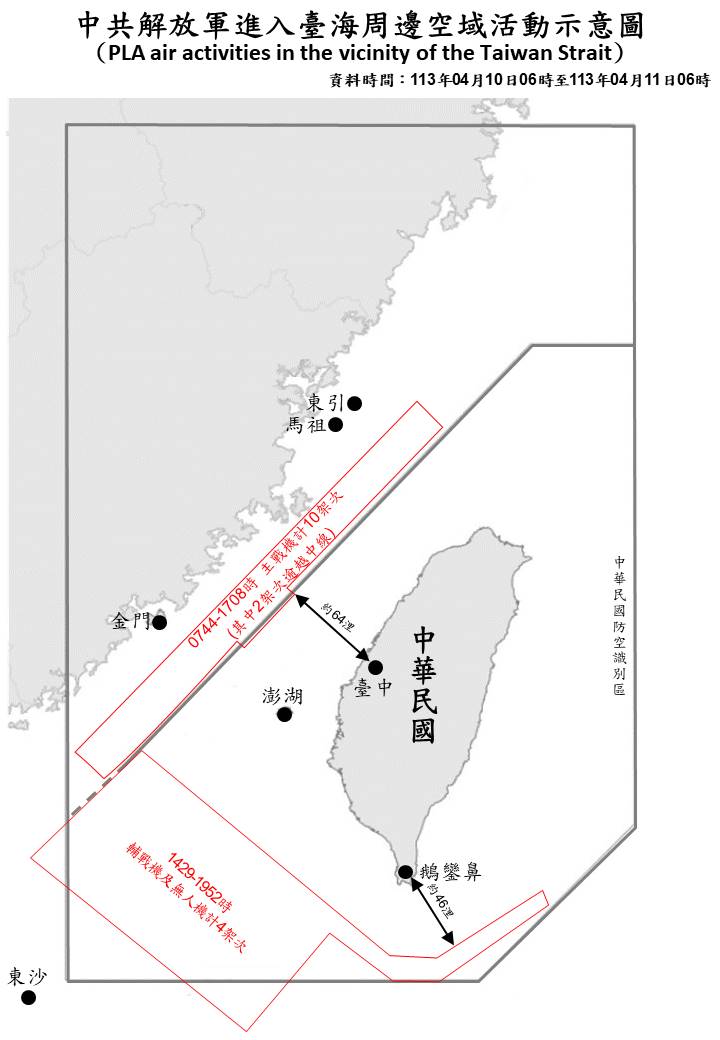 中共解放軍進入臺海周邊空域活動示意圖
（PLA air activities in the vicinity of the Taiwan Strait）
資料時間：113年04月10日06時至113年04月11日06時
東引
馬祖
0744-1708時 主戰機計10架次
(其中2架次逾越中線)
金門
約64浬
臺中
澎湖
中華民國
中華民國防空識別區
1429-1952時
輔戰機及無人機計4架次
鵝鑾鼻
約46浬
東沙